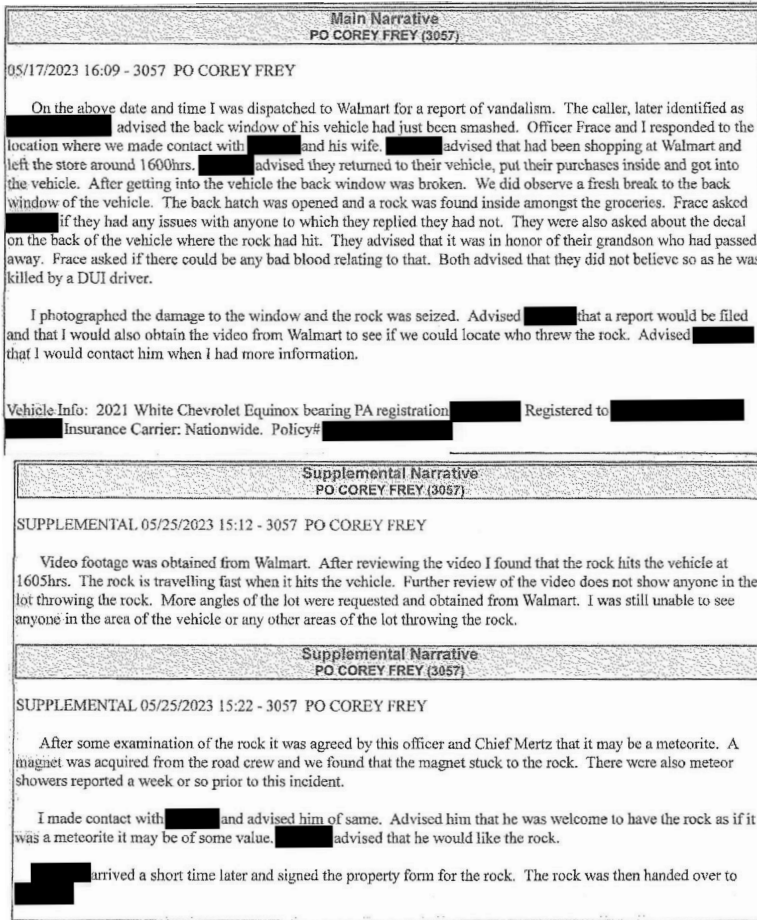 Main Narrative
PO COREY FREY (3057)
05/17/2023 16:09 - 3057 PO COREY FREY
On the above date and time I was dispatched to Walmart for a report of vandalism. The caller, later identified as
advised the back window of his vehicle had just been smashed. Officer Frace and I responded to the
location where we made contact with and his wife. advised that had been shopping at Walmart and
left the store around 1600hrs. advised they returned to their vehicle, put their purchases inside and got into
the vehicle. After getting into the vehicle the back window was broken. We did observe a fresh break to the back
window of the vehicle. The back hatch was opened and a rock was found inside amongst the groceries. Frace asked
if they had any issues with anyone to which they replied they had not. They were also asked about the decal
on the back of the vehicle where the rock had hit. They advised that it was in honor of their grandson who had passed
away. Frace asked if there could be any bad blood relating to that. Both advised that they did not believe so as he was
killed by a DUI driver.
I photographed the damage to the window and the rock was seized. Advised that a report would be filed
and that I would also obtain the video from Walmart to see if we could locate who threw the rock. Advised
that I would contact him when I had more information.
Vehicle Info: 2021 White Chevrolet Equinox bearing PA registration Registered to
Insurance Carrier: Nationwide. Policy#
Supplemental Narrative
PO COREY FREY (3057)
SUPPLEMENTAL 05/25/2023 15:12 - 3057 PO COREY FREY
Video footage was obtained from Walmart. After reviewing the video I found that the rock hits the vehicle at
1605hrs. The rock is travelling fast when it hits the vehicle. Further review of the video does not show anyone in the
lot throwing the rock. More angles of the lot were requested and obtained from Walmart. I was still unable to see
anyone in the area of the vehicle or any other areas of the lot throwing the rock.
Supplemental Narrative
PO COREY FREY (3057)
SUPPLEMENTAL 05/25/2023 15:22 - 3057 PO COREY FREY
After some examination of the rock it was agreed by this officer and Chief Mertz that it may be a meteorite. A
magnet was acquired from the road crew and we found that the magnet stuck to the rock. There were also meteor
showers reported a week or so prior to this incident.
I made contact with and advised him of same. Advised him that he was welcome to have the rock as if it
was a meteorite it may be of some value. advised that he would like the rock.
arrived a short time later and signed the property form for the rock. The rock was then handed over to